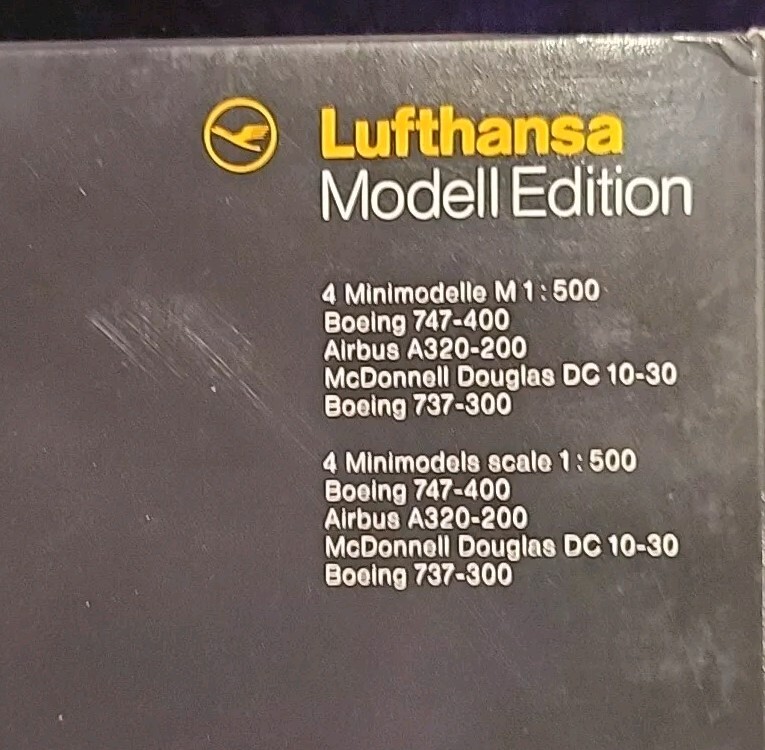 Lufthansa
Modell Edition
4 Minimodelle M 1:500
Boeing 747-400
Airbus A320-200
McDonnell Douglas DC 10-30
Boeing 737-300
4 Minimodels scale 1:500
Boeing 747-400
Airbus A320-200
McDonnell Douglas DC 10-30
Boeing 737-300